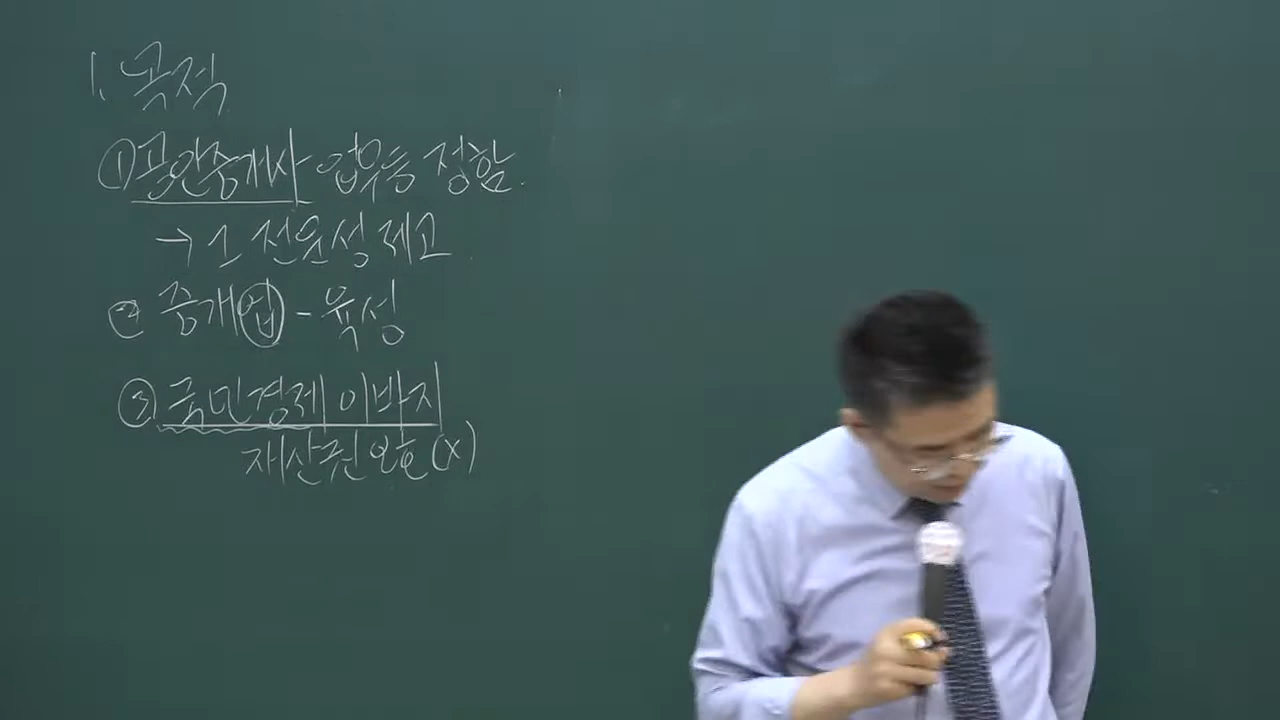 1. 목적
① 공인중개사 업무등 정함.
→ 그 전문성 제고
② 중개업 - 육성
③ 국민경제 이바지
재산권 보호(X)